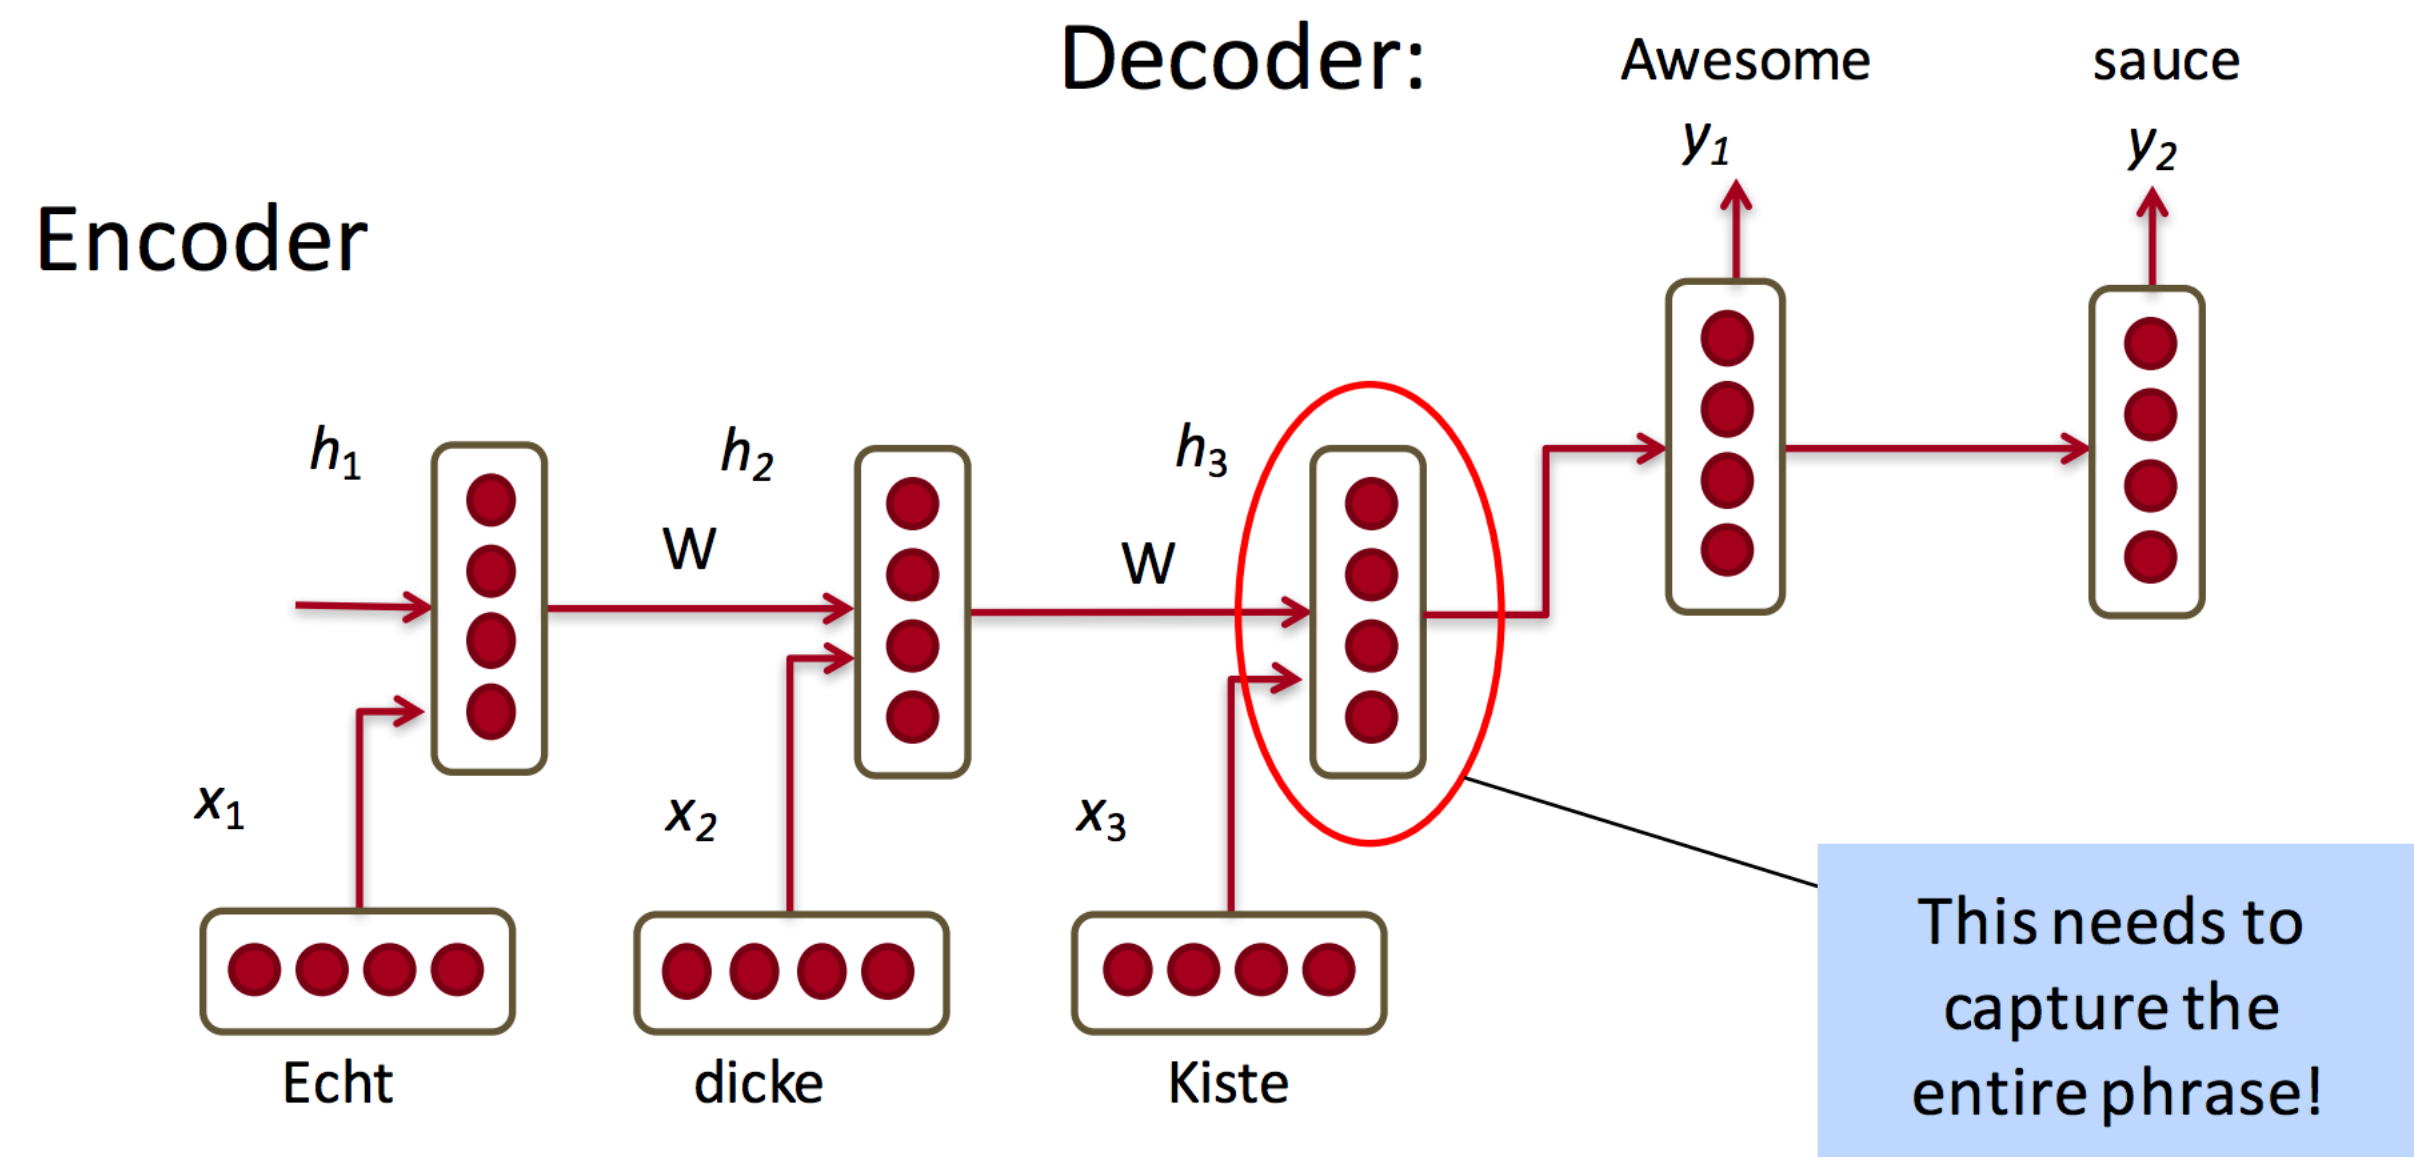 Decoder:
Awesome
sauce
y1
y2
Encoder
h1
h2
h3
W
W
x1
x2
x3
This needs to
capture the
entire phrase!
Echt
dicke
Kiste